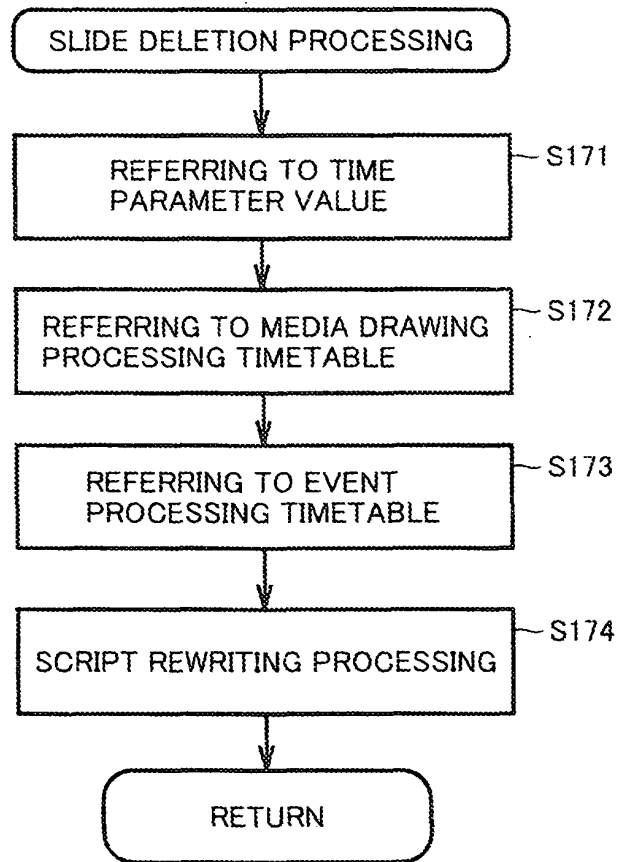 SLIDE DELETION PROCESSING
REFERRING TO TIME
PARAMETER VALUE
S171
REFERRING TO MEDIA DRAWING
PROCESSING TIMETABLE
S172
REFERRING TO EVENT
PROCESSING TIMETABLE
S173
SCRIPT REWRITING PROCESSING
S174
RETURN